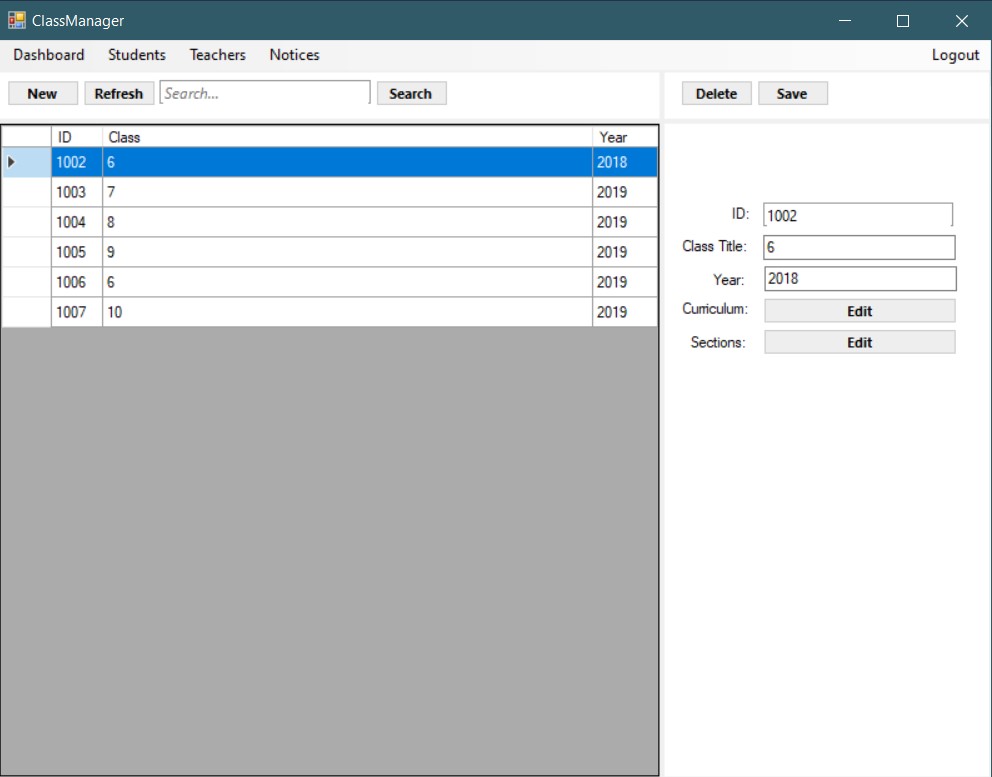 ClassManager
Dashboard Students Teachers Notices Logout
New Refresh Search... Search Delete Save
ID Class Year
1002 6 2018
1003 7 2019
1004 8 2019
1005 9 2019
1006 6 2019
1007 10 2019
ID: 1002
Class Title: 6
Year: 2018
Curriculum: Edit
Sections: Edit